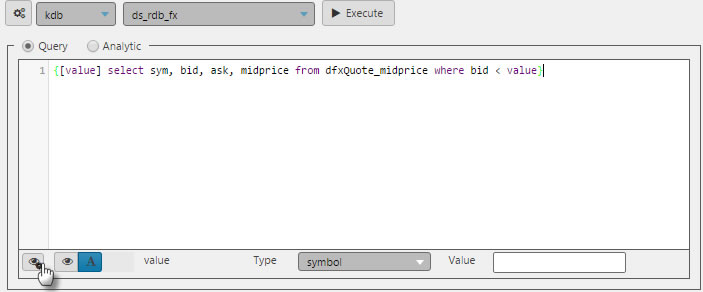 kdb ds_rdb_fx Execute
Query Analytic
1 {[value] select sym, bid, ask, midprice from dfxQuote_midprice where bid < value}
A value Type symbol Value